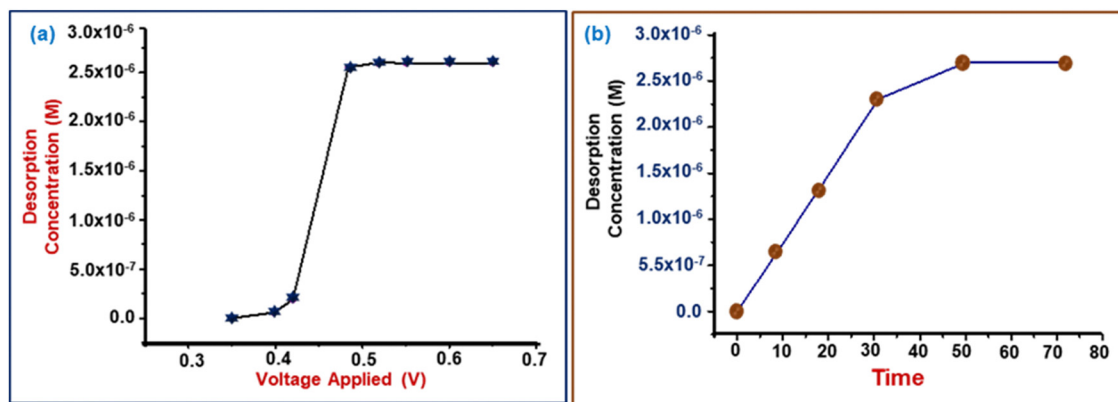 (a)
Desorption
Concentration (M)
3.0x10⁻⁶
2.5x10⁻⁶
2.0x10⁻⁶
1.5x10⁻⁶
1.0x10⁻⁶
5.0x10⁻⁷
0.0
0.3 0.4 0.5 0.6 0.7
Voltage Applied (V)
(b)
Desorption
Concentration (M)
3.0x10⁻⁶
2.5x10⁻⁶
2.0x10⁻⁶
1.5x10⁻⁶
1.0x10⁻⁶
5.5x10⁻⁷
0.0
0 10 20 30 40 50 60 70 80
Time